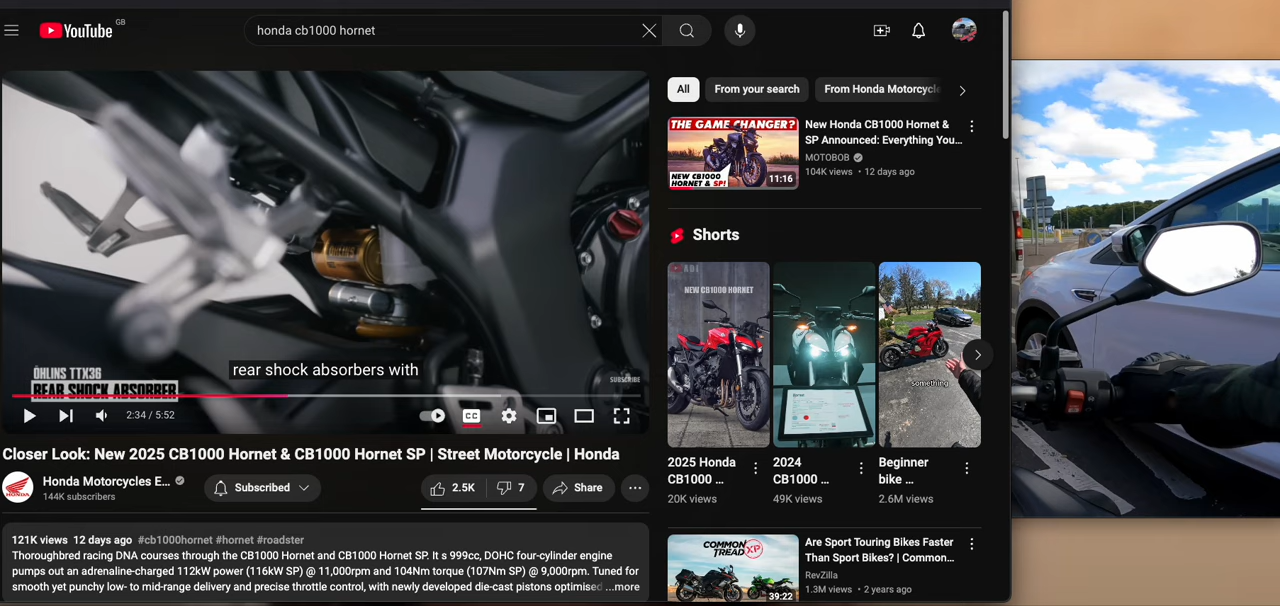 YouTube GB
honda cb1000 hornet
ÖHLINS TTX36
REAR SHOCK ABSORBER
rear shock absorbers with
SUBSCRIBE
2:34 / 5:52
CC
Closer Look: New 2025 CB1000 Hornet & CB1000 Hornet SP | Street Motorcycle | Honda
HONDA
Honda Motorcycles E...
144K subscribers
Subscribed
2.5K
7
Share
121K views 12 days ago #cb1000hornet #hornet #roadster
Thoroughbred racing DNA courses through the CB1000 Hornet and CB1000 Hornet SP. It s 999cc, DOHC four-cylinder engine
pumps out an adrenaline-charged 112kW power (116kW SP) @ 11,000rpm and 104Nm torque (107Nm SP) @ 9,000rpm. Tuned for
smooth yet punchy low- to mid-range delivery and precise throttle control, with newly developed die-cast pistons optimised ...more
All
From your search
From Honda Motorcycle
THE GAME CHANGER?
NEW CB1000
HORNET & SP!
11:16
New Honda CB1000 Hornet &
SP Announced: Everything You...
MOTOBOB
104K views • 12 days ago
Shorts
NEW CB1000 HORNET
something
2025 Honda
CB1000 ...
20K views
2024
CB1000 ...
49K views
Beginner
bike ...
2.6M views
COMMON
TREAD XP
39:22
Are Sport Touring Bikes Faster
Than Sport Bikes? | Common...
RevZilla
1.3M views • 2 years ago